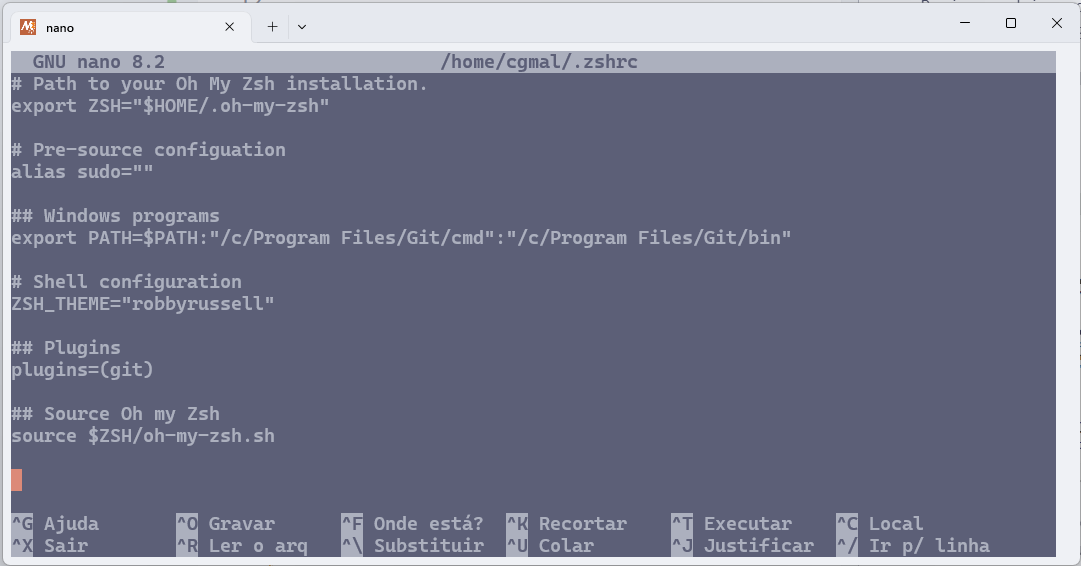 nano
GNU nano 8.2 /home/cgmal/.zshrc
# Path to your Oh My Zsh installation.
export ZSH="$HOME/.oh-my-zsh"
# Pre-source configuation
alias sudo=""
## Windows programs
export PATH=$PATH:"/c/Program Files/Git/cmd":"/c/Program Files/Git/bin"
# Shell configuration
ZSH_THEME="robbyrussell"
## Plugins
plugins=(git)
## Source Oh my Zsh
source $ZSH/oh-my-zsh.sh
^G Ajuda ^O Gravar ^F Onde está? ^K Recortar ^T Executar ^C Local
^X Sair ^R Ler o arq ^\ Substituir ^U Colar ^J Justificar ^/ Ir p/ linha